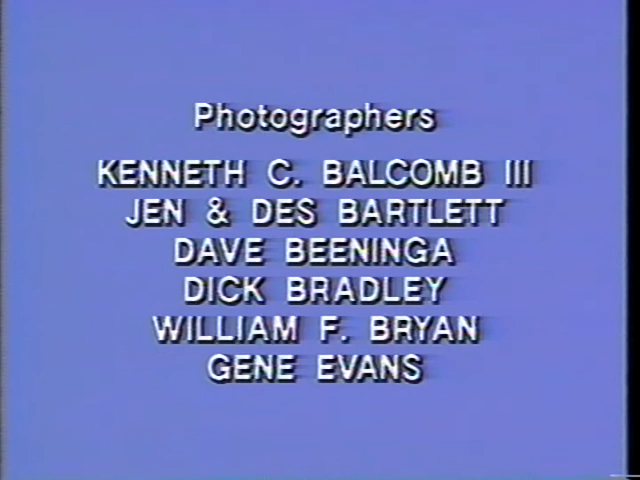 Photographers
KENNETH C. BALCOMB III
JEN & DES BARTLETT
DAVE BEENINGA
DICK BRADLEY
WILLIAM F. BRYAN
GENE EVANS